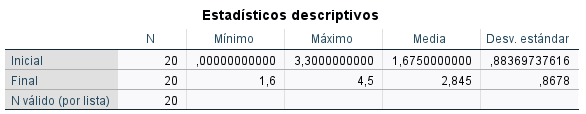 Estadísticos descriptivos
N Mínimo Máximo Media Desv. estándar
Inicial 20 ,00000000000 3,3000000000 1,6750000000 ,88369737616
Final 20 1,6 4,5 2,845 ,8678
N válido (por lista) 20